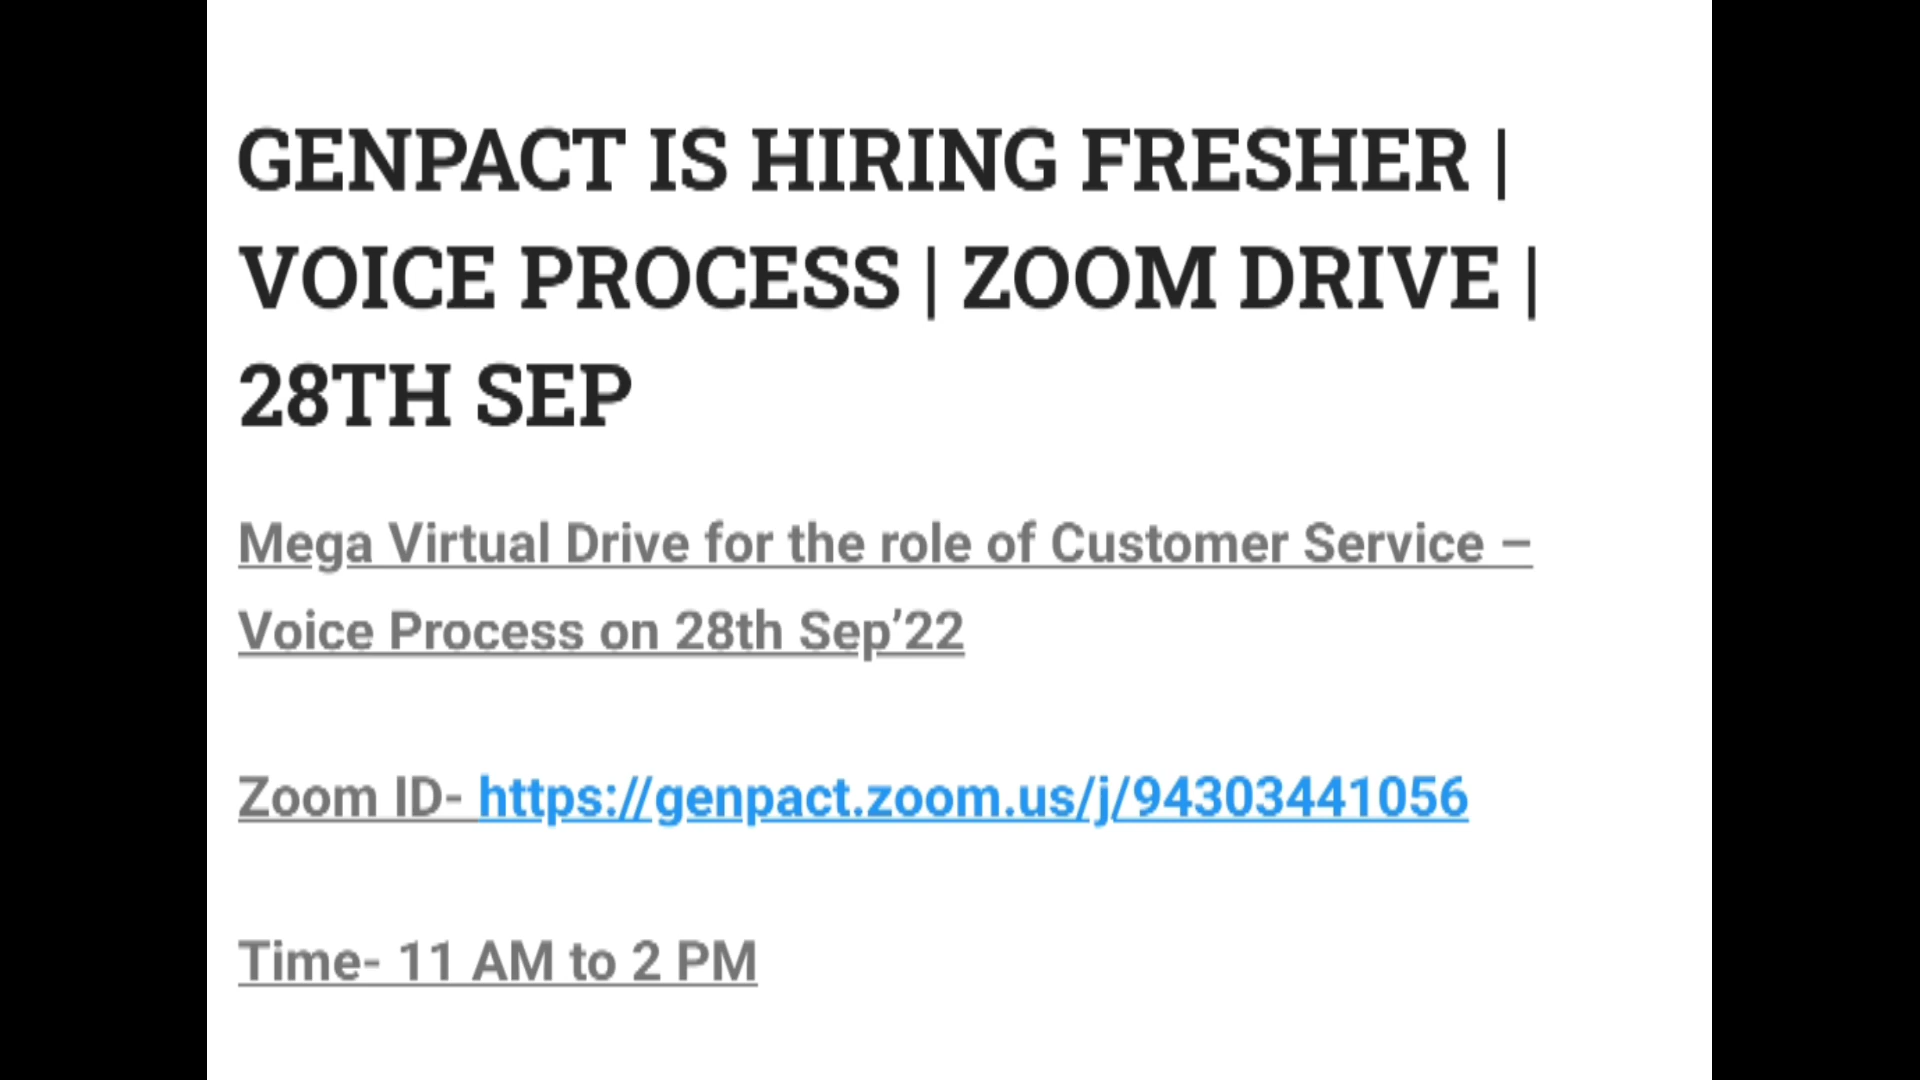 GENPACT IS HIRING FRESHER |
VOICE PROCESS | ZOOM DRIVE |
28TH SEP
Mega Virtual Drive for the role of Customer Service –
Voice Process on 28th Sep’22
Zoom ID- https://genpact.zoom.us/j/94303441056
Time- 11 AM to 2 PM